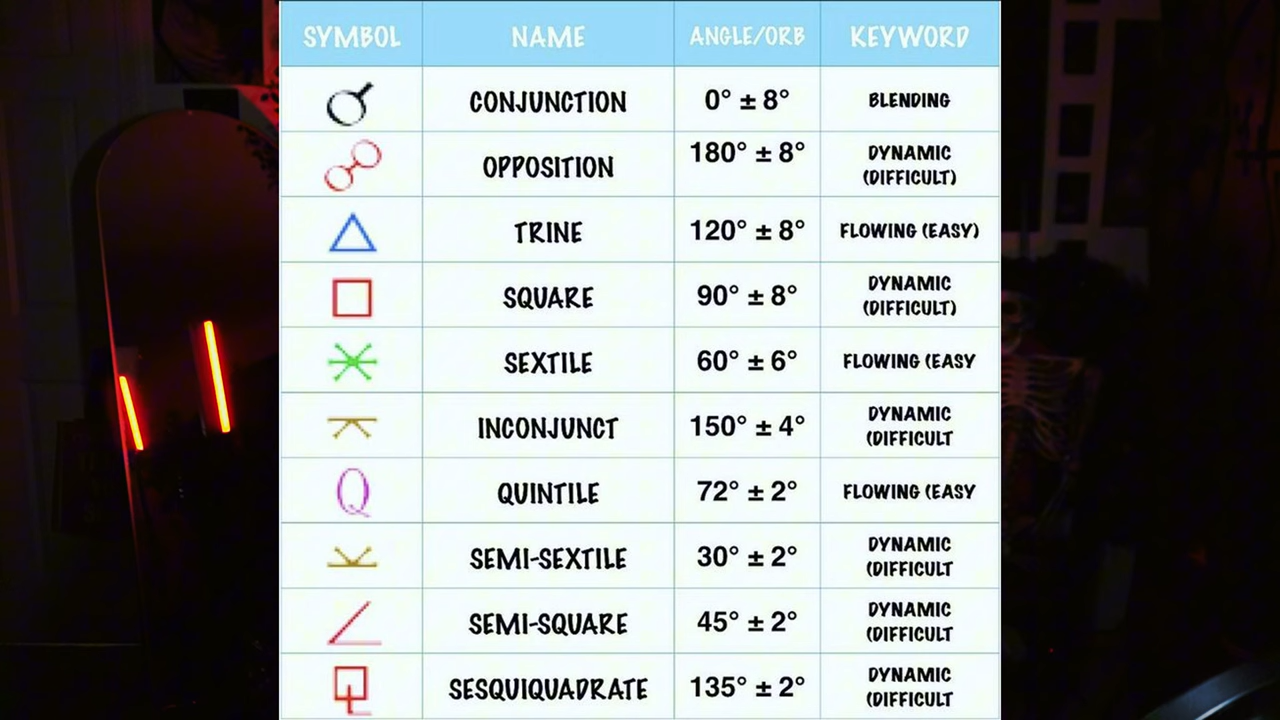 SYMBOL NAME ANGLE/ORB KEYWORD
CONJUNCTION 0° ± 8° BLENDING
OPPOSITION 180° ± 8° DYNAMIC
(DIFFICULT)
TRINE 120° ± 8° FLOWING (EASY)
SQUARE 90° ± 8° DYNAMIC
(DIFFICULT)
SEXTILE 60° ± 6° FLOWING (EASY
INCONJUNCT 150° ± 4° DYNAMIC
(DIFFICULT
Q QUINTILE 72° ± 2° FLOWING (EASY
SEMI-SEXTILE 30° ± 2° DYNAMIC
(DIFFICULT
SEMI-SQUARE 45° ± 2° DYNAMIC
(DIFFICULT
SESQUIQUADRATE 135° ± 2° DYNAMIC
(DIFFICULT